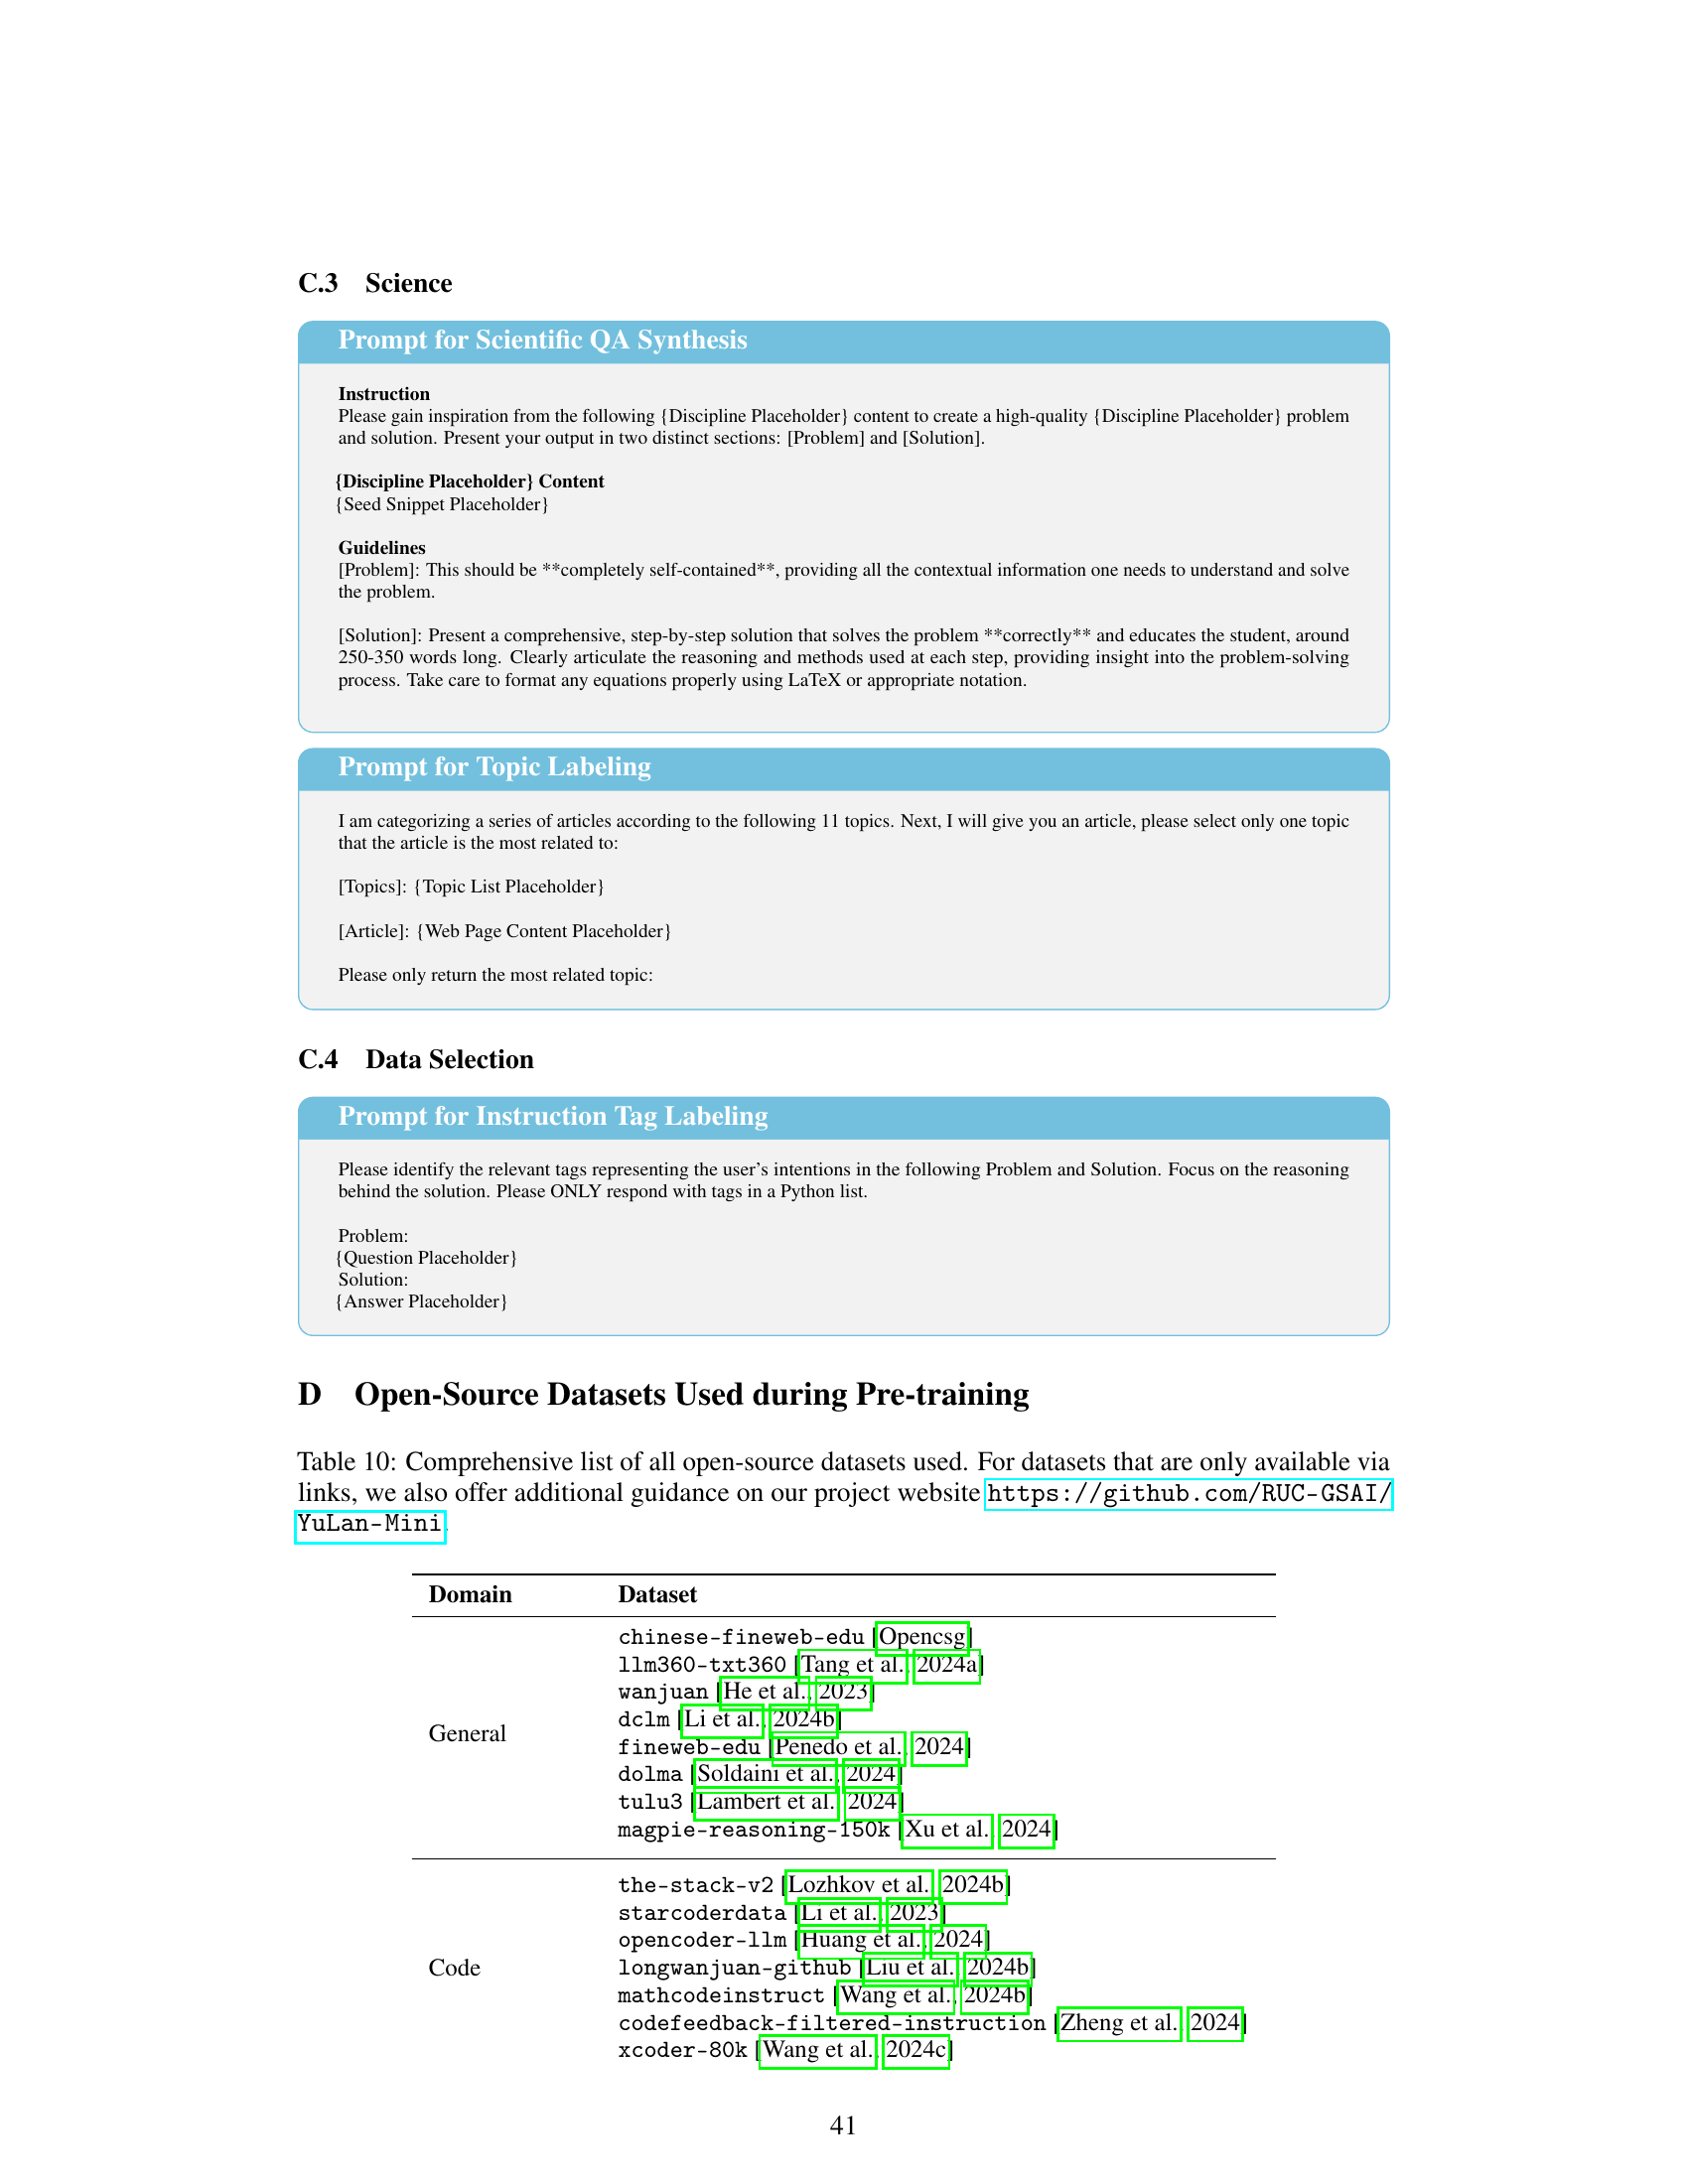 C.3 Science
Prompt for Scientific QA Synthesis
Instruction
Please gain inspiration from the following {Discipline Placeholder} content to create a high-quality {Discipline Placeholder} problem
and solution. Present your output in two distinct sections: [Problem] and [Solution].
{Discipline Placeholder} Content
{Seed Snippet Placeholder}
Guidelines
[Problem]: This should be **completely self-contained**, providing all the contextual information one needs to understand and solve
the problem.
[Solution]: Present a comprehensive, step-by-step solution that solves the problem **correctly** and educates the student, around
250-350 words long. Clearly articulate the reasoning and methods used at each step, providing insight into the problem-solving
process. Take care to format any equations properly using LaTeX or appropriate notation.
Prompt for Topic Labeling
I am categorizing a series of articles according to the following 11 topics. Next, I will give you an article, please select only one topic
that the article is the most related to:
[Topics]: {Topic List Placeholder}
[Article]: {Web Page Content Placeholder}
Please only return the most related topic:
C.4 Data Selection
Prompt for Instruction Tag Labeling
Please identify the relevant tags representing the user's intentions in the following Problem and Solution. Focus on the reasoning
behind the solution. Please ONLY respond with tags in a Python list.
Problem:
{Question Placeholder}
Solution:
{Answer Placeholder}
D Open-Source Datasets Used during Pre-training
Table 10: Comprehensive list of all open-source datasets used. For datasets that are only available via
links, we also offer additional guidance on our project website https://github.com/RUC-GSAI/
YuLan-Mini
Domain Dataset
chinese-fineweb-edu [Opencsg]
llm360-txt360 [Tang et al., 2024a]
wanjuan [He et al., 2023]
dclm [Li et al., 2024b]
General
fineweb-edu [Penedo et al., 2024]
dolma [Soldaini et al., 2024]
tulu3 [Lambert et al., 2024]
magpie-reasoning-150k [Xu et al., 2024]
the-stack-v2 [Lozhkov et al., 2024b]
starcoderdata [Li et al., 2023]
opencoder-llm [Huang et al., 2024]
Code
longwanjuan-github [Liu et al., 2024b]
mathcodeinstruct [Wang et al., 2024b]
codefeedback-filtered-instruction [Zheng et al., 2024]
xcoder-80k [Wang et al., 2024c]
41